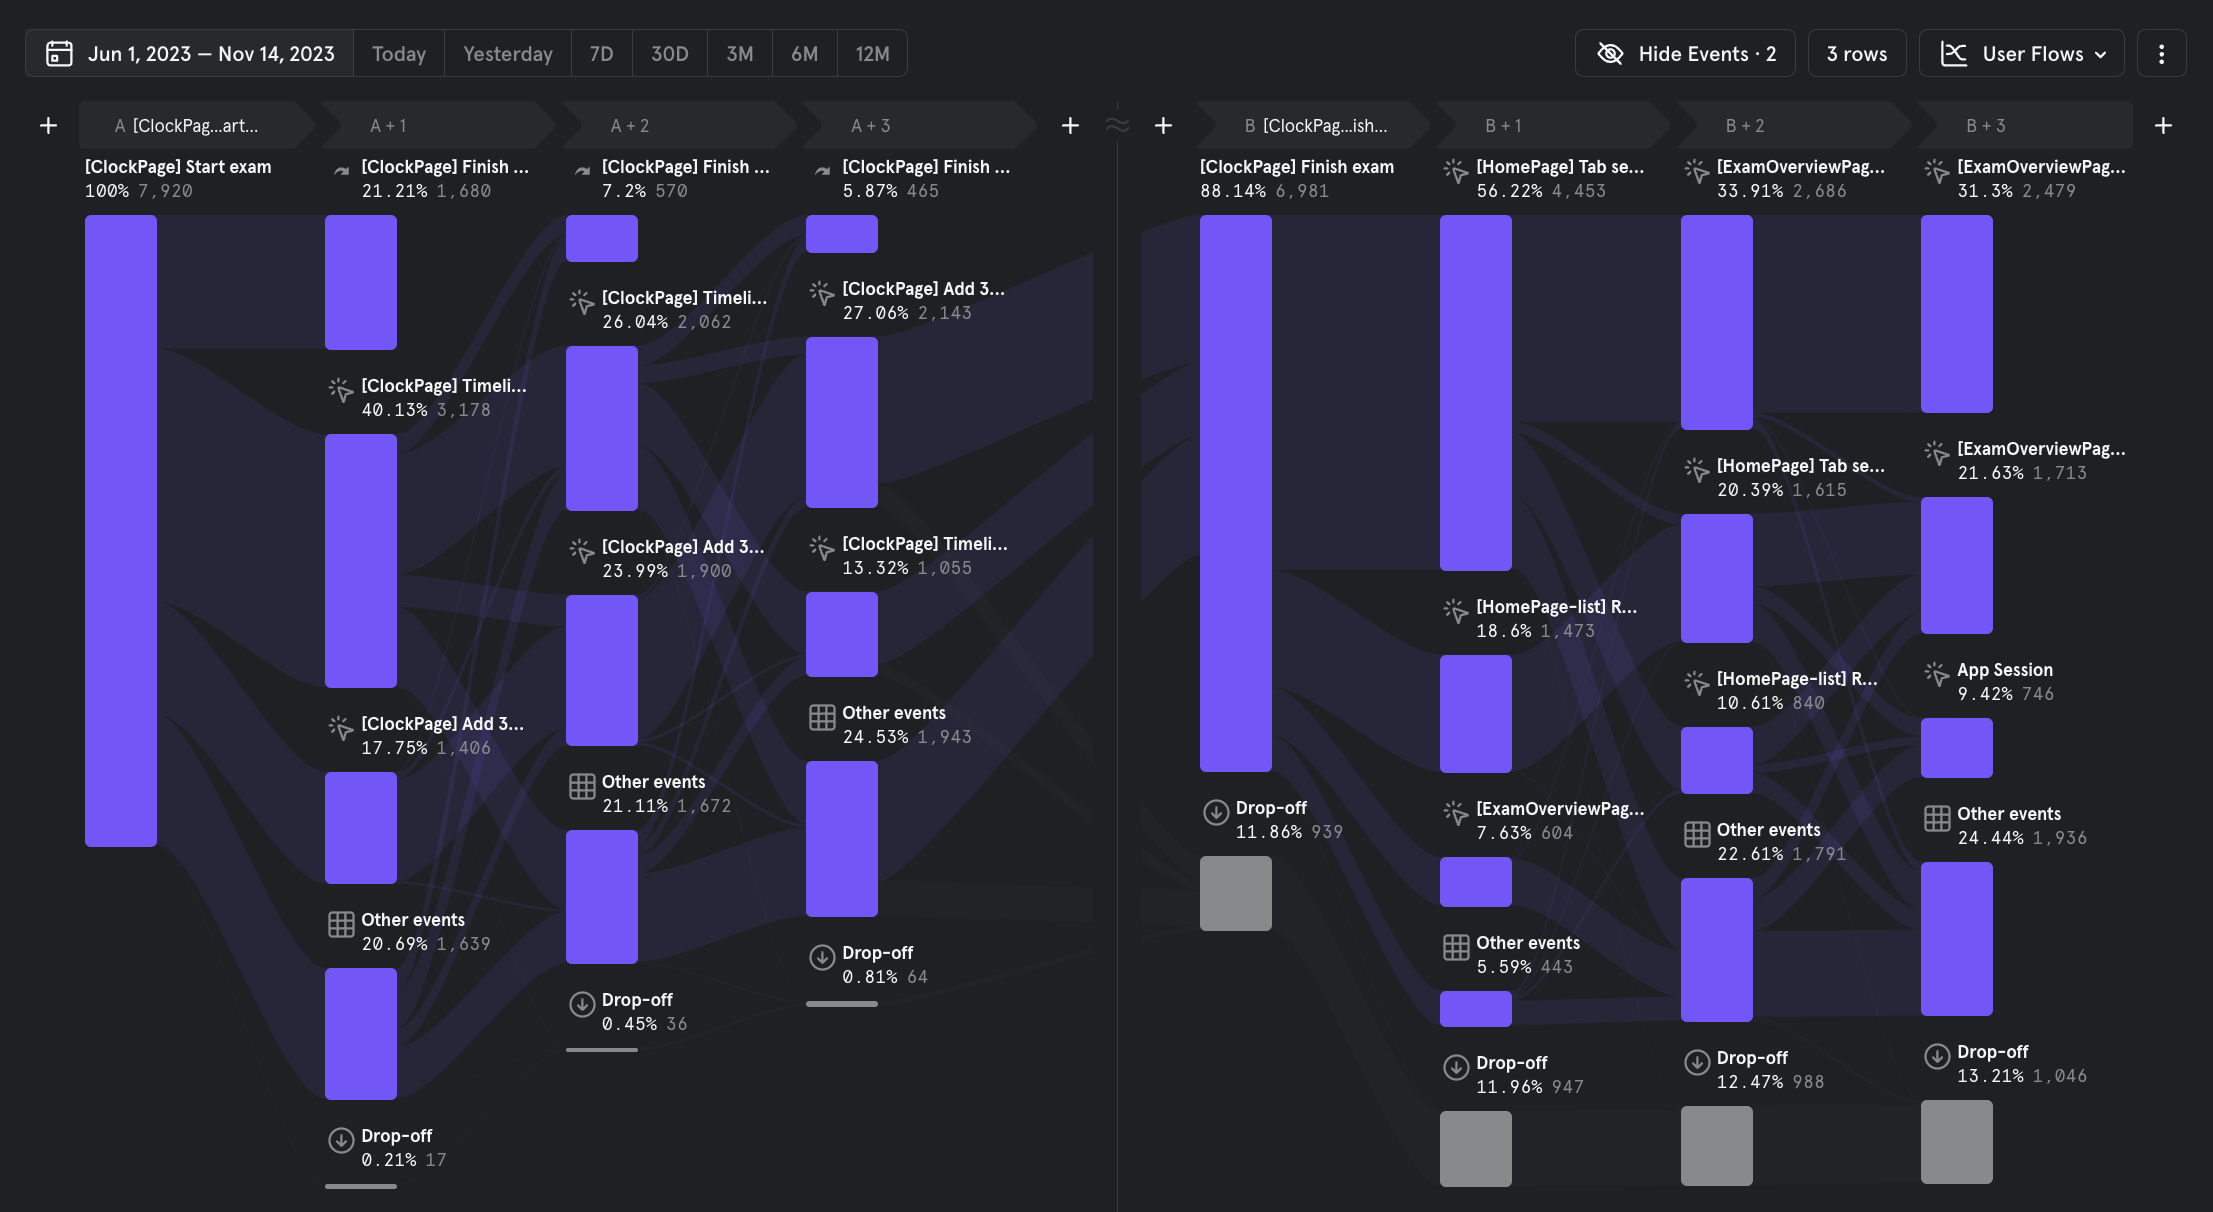 Jun 1, 2023 – Nov 14, 2023 Today Yesterday 7D 30D 3M 6M 12M Hide Events · 2 3 rows User Flows
A [ClockPag...art... A + 1 A + 2 A + 3 B [ClockPag...ish... B + 1 B + 2 B + 3
[ClockPage] Start exam
100% 7,920
[ClockPage] Finish ...
21.21% 1,680
[ClockPage] Timeli...
40.13% 3,178
[ClockPage] Add 3...
17.75% 1,406
Other events
20.69% 1,639
Drop-off
0.21% 17
[ClockPage] Finish ...
7.2% 570
[ClockPage] Timeli...
26.04% 2,062
[ClockPage] Add 3...
23.99% 1,900
Other events
21.11% 1,672
Drop-off
0.45% 36
[ClockPage] Finish ...
5.87% 465
[ClockPage] Add 3...
27.06% 2,143
[ClockPage] Timeli...
13.32% 1,055
Other events
24.53% 1,943
Drop-off
0.81% 64
[ClockPage] Finish exam
88.14% 6,981
Drop-off
11.86% 939
[HomePage] Tab se...
56.22% 4,453
[HomePage-list] R...
18.6% 1,473
[ExamOverviewPag...
7.63% 604
Other events
5.59% 443
Drop-off
11.96% 947
[ExamOverviewPag...
33.91% 2,686
[HomePage] Tab se...
20.39% 1,615
[HomePage-list] R...
10.61% 840
Other events
22.61% 1,791
Drop-off
12.47% 988
[ExamOverviewPag...
31.3% 2,479
[ExamOverviewPag...
21.63% 1,713
App Session
9.42% 746
Other events
24.44% 1,936
Drop-off
13.21% 1,046